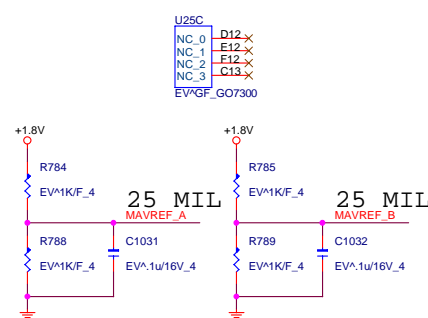 U25C
NC_0 D12
NC_1 E12
NC_2 F12
NC_3 C13
EV^GF_GO7300
+1.8V +1.8V
R784 R785
EV^1K/F_4 EV^1K/F_4
25 MIL 25 MIL
MAVREF_A MAVREF_B
R788 C1031 R789 C1032
EV^1K/F_4 EV^.1u/16V_4 EV^1K/F_4 EV^.1u/16V_4